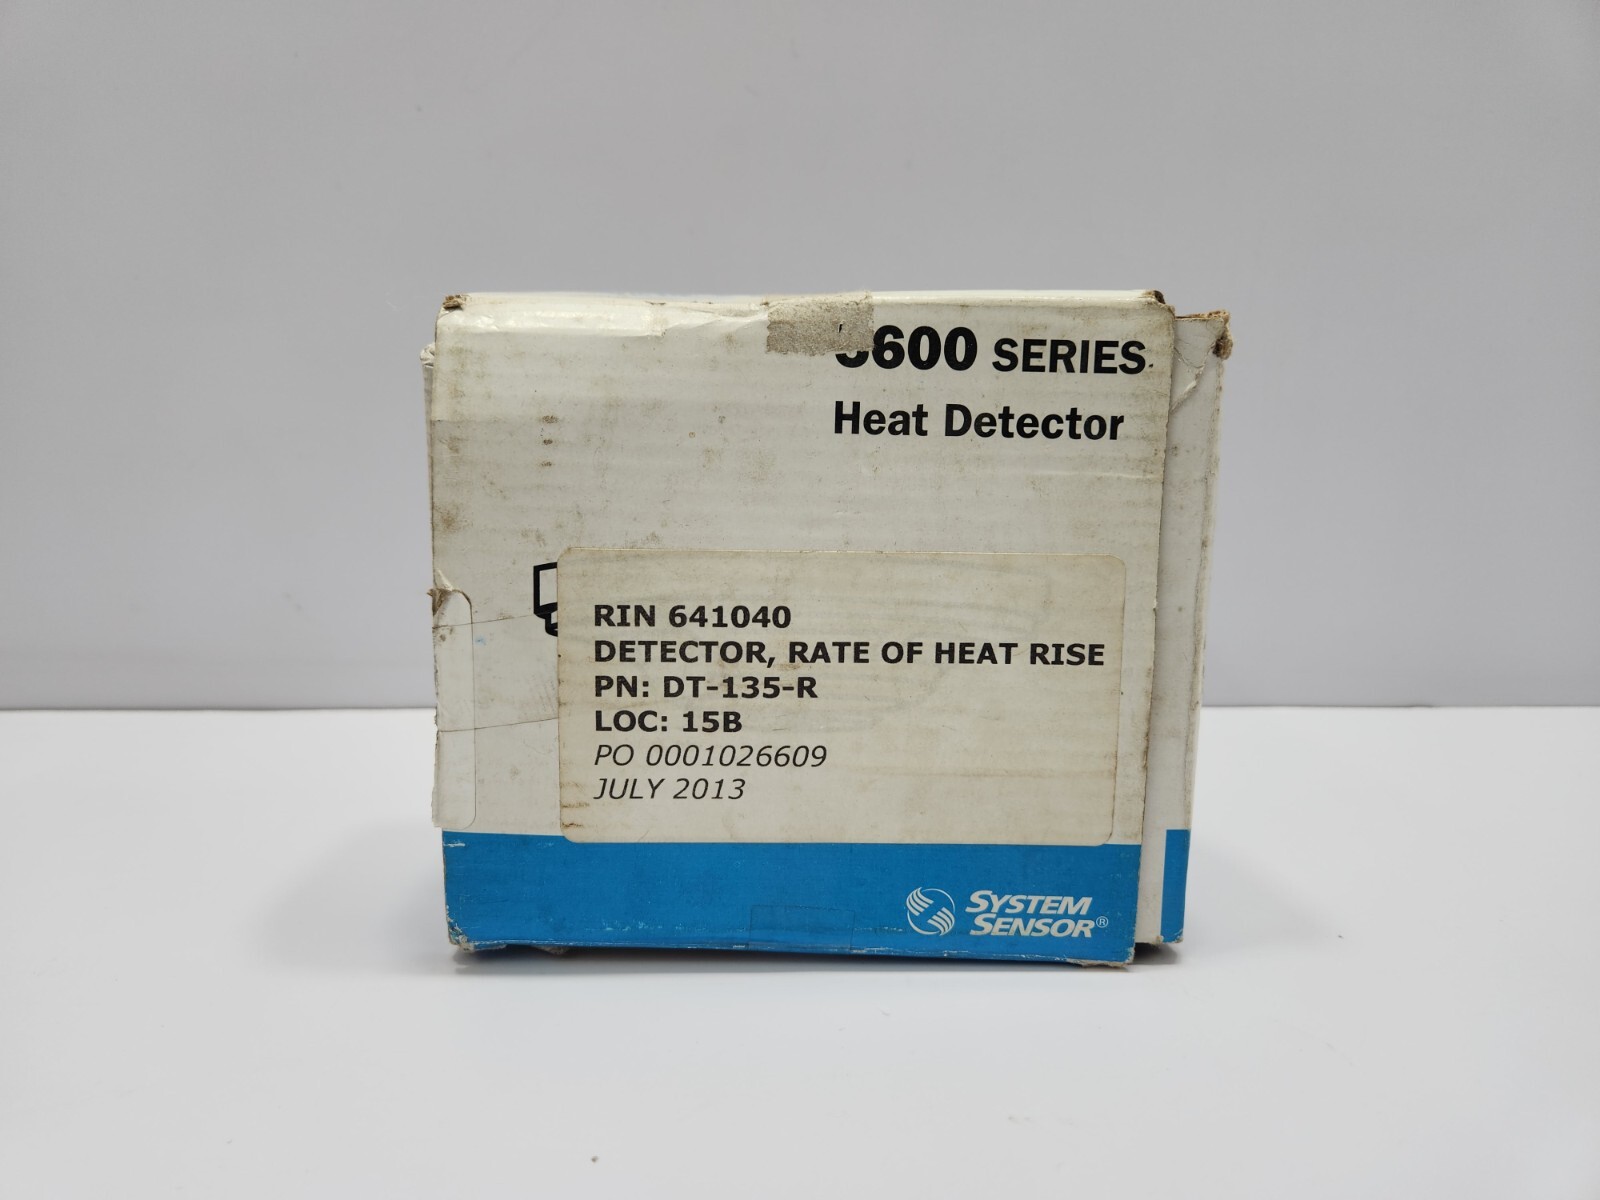 SERIES
Heat Detector
RIN 641040
DETECTOR, RATE OF HEAT RISE
PN: DT-135-R
LOC: 15B
PO 0001026609
JULY 2013
SYSTEM
SENSOR®